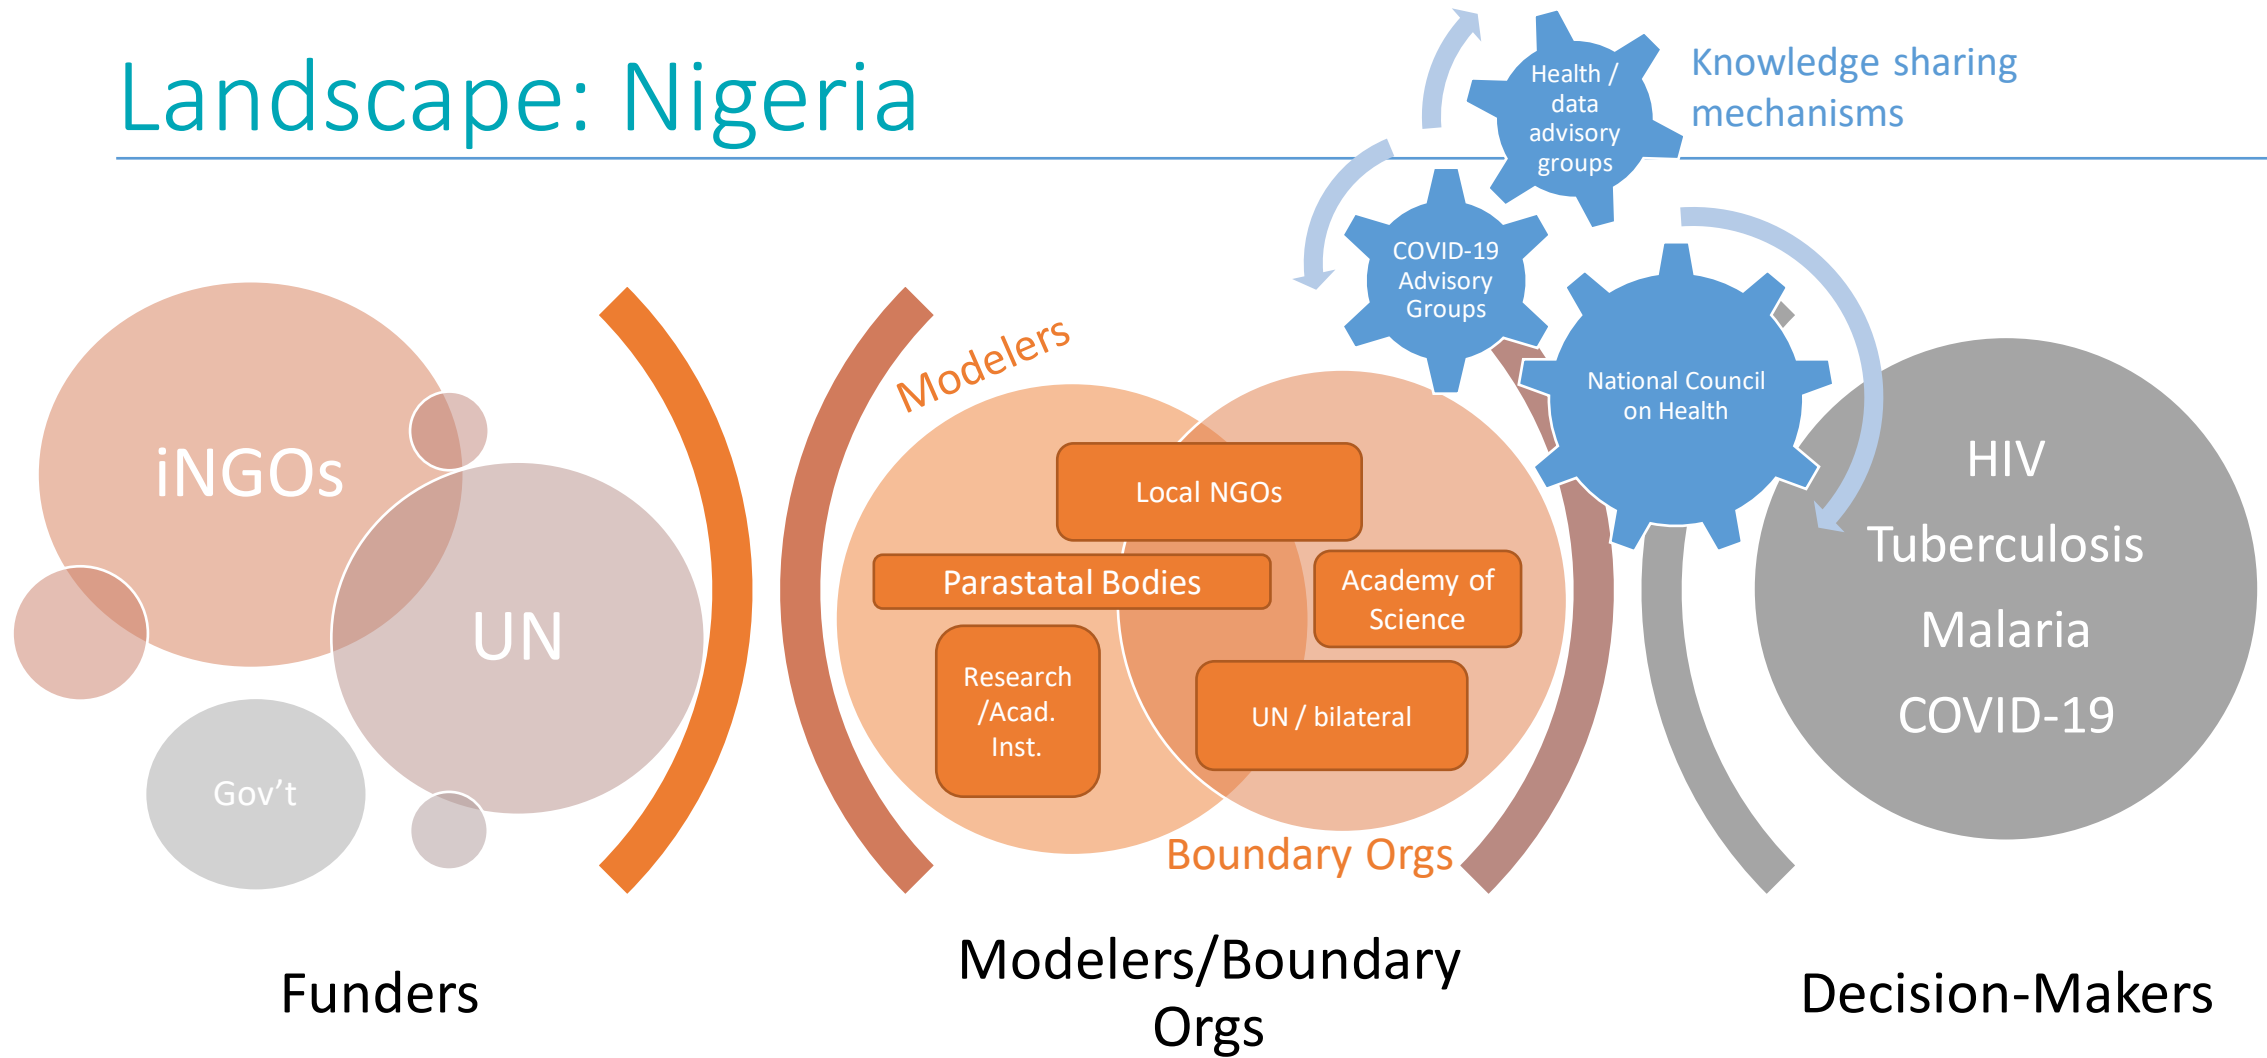 Landscape: Nigeria
Health /
data
advisory
groups
Knowledge sharing
mechanisms
COVID-19
Advisory
Groups
National Council
on Health
iNGOs
UN
Gov't
Modelers
Local NGOs
Parastatal Bodies
Academy of
Science
Research
/Acad.
Inst.
UN / bilateral
Boundary Orgs
HIV
Tuberculosis
Malaria
COVID-19
Funders
Modelers/Boundary
Orgs
Decision-Makers